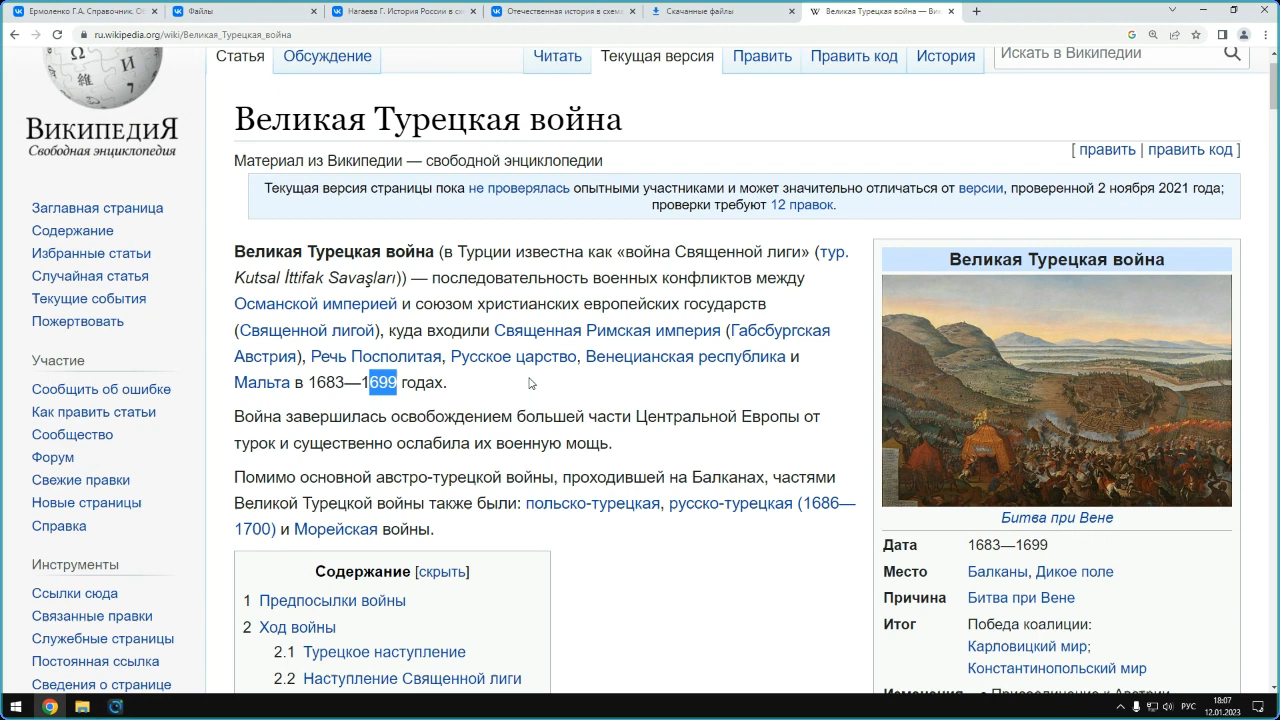 Ермоленко Г.А. Справочник. О
Файлы
Нагаева Г. История России в сх
Отечественная история в схема
Скачанные файлы
Великая Турецкая война — Ви
ru.wikipedia.org/wiki/Великая_Турецкая_война
ВикипедиЯ
Свободная энциклопедия
Заглавная страница
Содержание
Избранные статьи
Случайная статья
Текущие события
Пожертвовать
Участие
Сообщить об ошибке
Как править статьи
Сообщество
Форум
Свежие правки
Новые страницы
Справка
Инструменты
Ссылки сюда
Связанные правки
Служебные страницы
Постоянная ссылка
Сведения о странице
Статья Обсуждение Читать Текущая версия Править Править код История Искать в Википедии
Великая Турецкая война
[ править | править код ]
Материал из Википедии — свободной энциклопедии
Текущая версия страницы пока не проверялась опытными участниками и может значительно отличаться от версии, проверенной 2 ноября 2021 года;
проверки требуют 12 правок.
Великая Турецкая война (в Турции известна как «война Священной лиги» (тур.
Kutsal İttifak Savaşları)) — последовательность военных конфликтов между
Османской империей и союзом христианских европейских государств
(Священной лигой), куда входили Священная Римская империя (Габсбургская
Австрия), Речь Посполитая, Русское царство, Венецианская республика и
Мальта в 1683—1699 годах.
Война завершилась освобождением большей части Центральной Европы от
турок и существенно ослабила их военную мощь.
Помимо основной австро-турецкой войны, проходившей на Балканах, частями
Великой Турецкой войны также были: польско-турецкая, русско-турецкая (1686—
1700) и Морейская войны.
Содержание [скрыть]
1 Предпосылки войны
2 Ход войны
2.1 Турецкое наступление
2.2 Наступление Священной лиги
Великая Турецкая война
Битва при Вене
Дата 1683—1699
Место Балканы, Дикое поле
Причина Битва при Вене
Итог Победа коалиции:
Карловицкий мир;
Константинопольский мир
Изменения • Присоединение к Австрии
РУС
18:07
12.01.2023